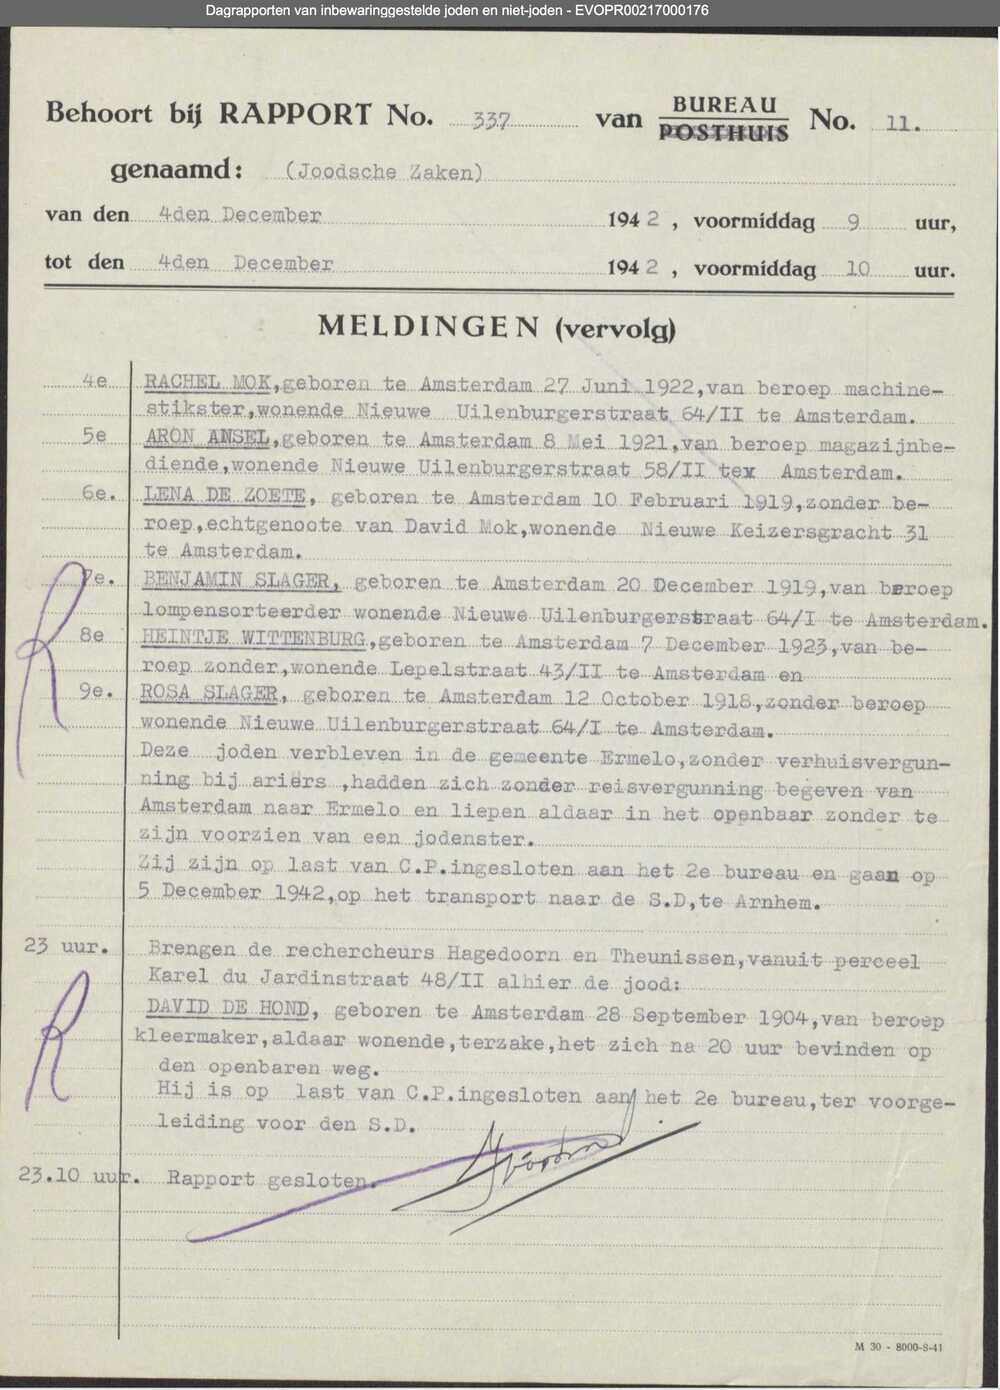 Dagrapporten van inbewaringgestelde joden en niet-joden - EVOPR00217000176
Behoort bij RAPPORT No. 337 van BUREAU POSTHUIS No. 11.
genaamd: (Joodsche Zaken)
van den 4den December 1942, voormiddag 9 uur,
tot den 4den December 1942, voormiddag 10 uur.
MELDINGEN (vervolg)
4e RACHEL MOK,geboren te Amsterdam 27 Juni 1922,van beroep machine-
stikster,wonende Nieuwe Uilenburgerstraat 64/II te Amsterdam.
5e ARON ANSEL,geboren te Amsterdam 8 Mei 1921,van beroep magazijnbe-
diende,wonende Nieuwe Uilenburgerstraat 58/II tex Amsterdam.
6e. LENA DE ZOETE, geboren te Amsterdam 10 Februari 1919,zonder be-
roep,echtgenoote van David Mok,wonende Nieuwe Keizersgracht 31
te Amsterdam.
7e. BENJAMIN SLAGER, geboren te Amsterdam 20 December 1919,van beroep
lompensorteerder wonende Nieuwe Uilenburgerstraat 64/I te Amsterdam.
8e HEINTJE WITTENBURG,geboren te Amsterdam 7 December 1923,van be-
roep zonder,wonende Lepelstraat 43/II te Amsterdam en
9e. ROSA SLAGER, geboren te Amsterdam 12 October 1918,zonder beroep
wonende Nieuwe Uilenburgerstraat 64/I te Amsterdam.
Deze joden verbleven in de gemeente Ermelo,zonder verhuisvergun-
ning bij ariërs ,hadden zich zonder reisvergunning begeven van
Amsterdam naar Ermelo en liepen aldaar in het openbaar zonder te
zijn voorzien van een jodenster.
Zij zijn op last van C.P.ingesloten aan het 2e bureau en gaan op
5 December 1942,op het transport naar de S.D,te Arnhem.
23 uur. Brengen de rechercheurs Hagedoorn en Theunissen,vanuit perceel
Karel du Jardinstraat 48/II alhier de jood:
DAVID DE HOND, geboren te Amsterdam 28 September 1904,van beroep
kleermaker,aldaar wonende,terzake,het zich na 20 uur bevinden op
den openbaren weg.
Hij is op last van C.P.ingesloten aan het 2e bureau,ter voorge-
leiding voor den S.D.
23.10 uur. Rapport gesloten.
R
R
M 30 - 8000-8-41